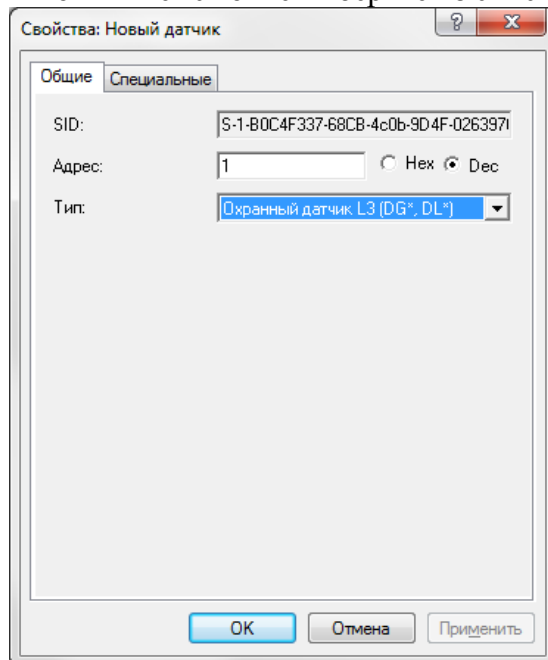 Свойства: Новый датчик
Общие Специальные
SID: S-1-B0C4F337-68CB-4c0b-9D4F-026397
Адрес: 1 Hex Dec
Тип: Охранный датчик L3 (DG*, DL*)
OK Отмена Применить